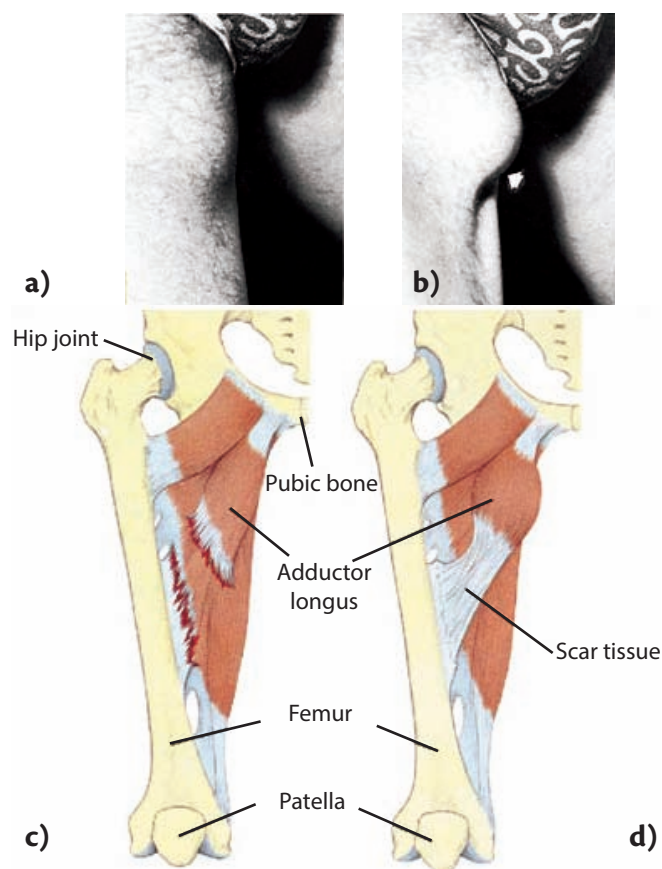 a)
b)
Hip joint
Pubic bone
Adductor
longus
Scar tissue
Femur
Patella
c)
d)